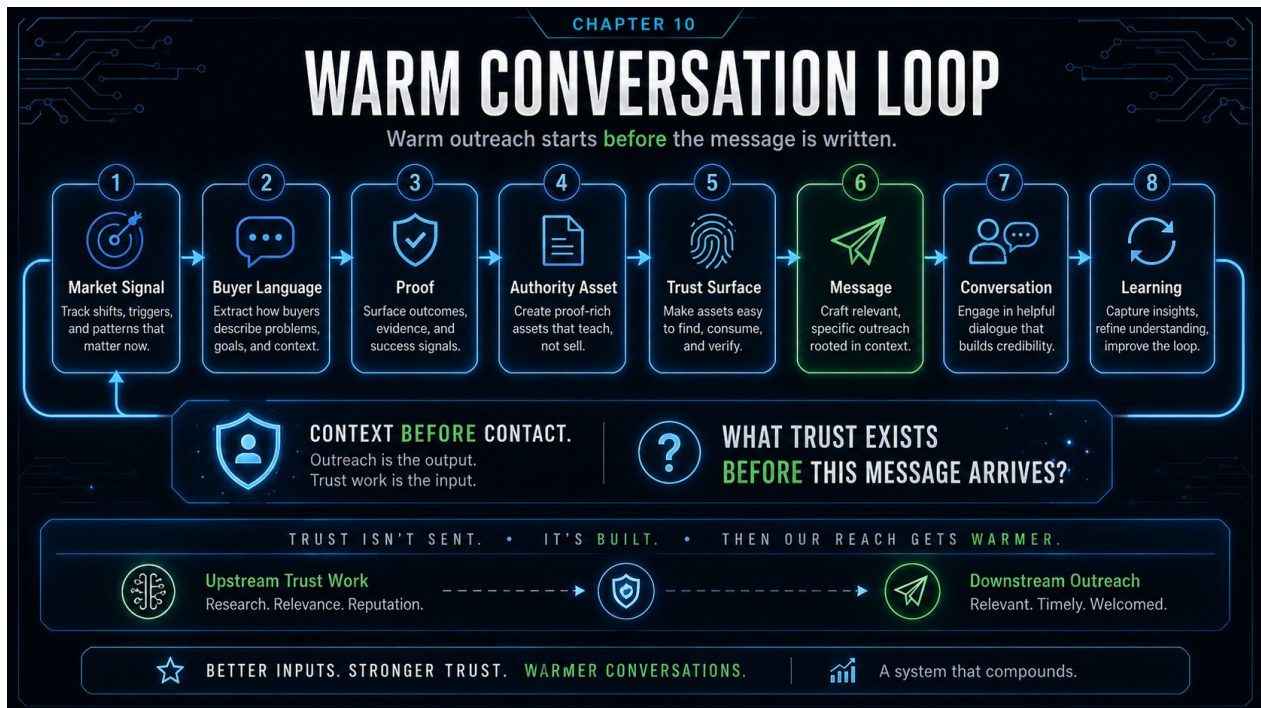 CHAPTER 10
WARM CONVERSATION LOOP
Warm outreach starts before the message is written.
1
Market Signal
Track shifts, triggers,
and patterns that
matter now.
2
Buyer Language
Extract how buyers
describe problems,
goals, and context.
3
Proof
Surface outcomes,
evidence, and
success signals.
4
Authority Asset
Create proof-rich
assets that teach,
not sell.
5
Trust Surface
Make assets easy
to find, consume,
and verify.
6
Message
Craft relevant,
specific outreach
rooted in context.
7
Conversation
Engage in helpful
dialogue that
builds credibility.
8
Learning
Capture insights,
refine understanding,
improve the loop.
CONTEXT BEFORE CONTACT.
Outreach is the output.
Trust work is the input.
?
WHAT TRUST EXISTS
BEFORE THIS MESSAGE ARRIVES?
TRUST ISN'T SENT. • IT'S BUILT. • THEN OUR REACH GETS WARMER.
Upstream Trust Work
Research. Relevance. Reputation.
Downstream Outreach
Relevant. Timely. Welcomed.
BETTER INPUTS. STRONGER TRUST. WARMER CONVERSATIONS.
A system that compounds.